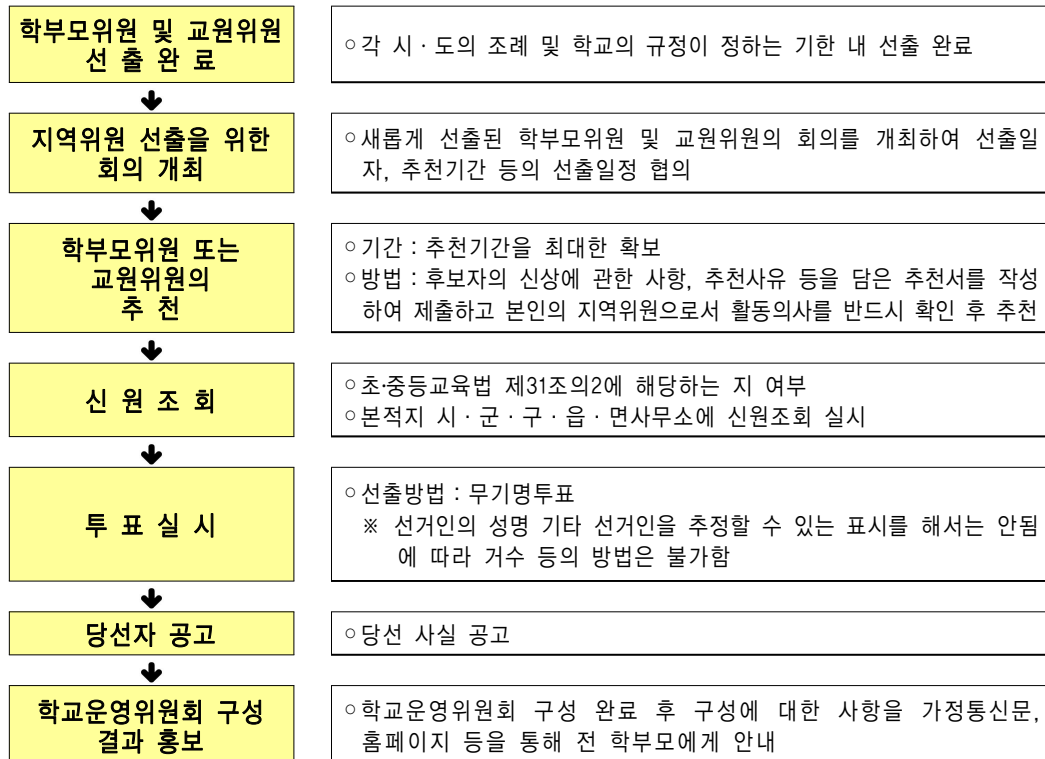 학부모위원 및 교원위원
선 출 완 료
○각 시·도의 조례 및 학교의 규정이 정하는 기한 내 선출 완료
지역위원 선출을 위한
회의 개최
○새롭게 선출된 학부모위원 및 교원위원의 회의를 개최하여 선출일
자, 추천기간 등의 선출일정 협의
학부모위원 또는
교원위원의
추 천
○기간 : 추천기간을 최대한 확보
○방법 : 후보자의 신상에 관한 사항, 추천사유 등을 담은 추천서를 작성
하여 제출하고 본인의 지역위원으로서 활동의사를 반드시 확인 후 추천
신 원 조 회
○초·중등교육법 제31조의2에 해당하는 지 여부
○본적지 시·군·구·읍·면사무소에 신원조회 실시
투 표 실 시
○선출방법 : 무기명투표
※ 선거인의 성명 기타 선거인을 추정할 수 있는 표시를 해서는 안됨
에 따라 거수 등의 방법은 불가함
당선자 공고
○당선 사실 공고
학교운영위원회 구성
결과 홍보
○학교운영위원회 구성 완료 후 구성에 대한 사항을 가정통신문,
홈페이지 등을 통해 전 학부모에게 안내